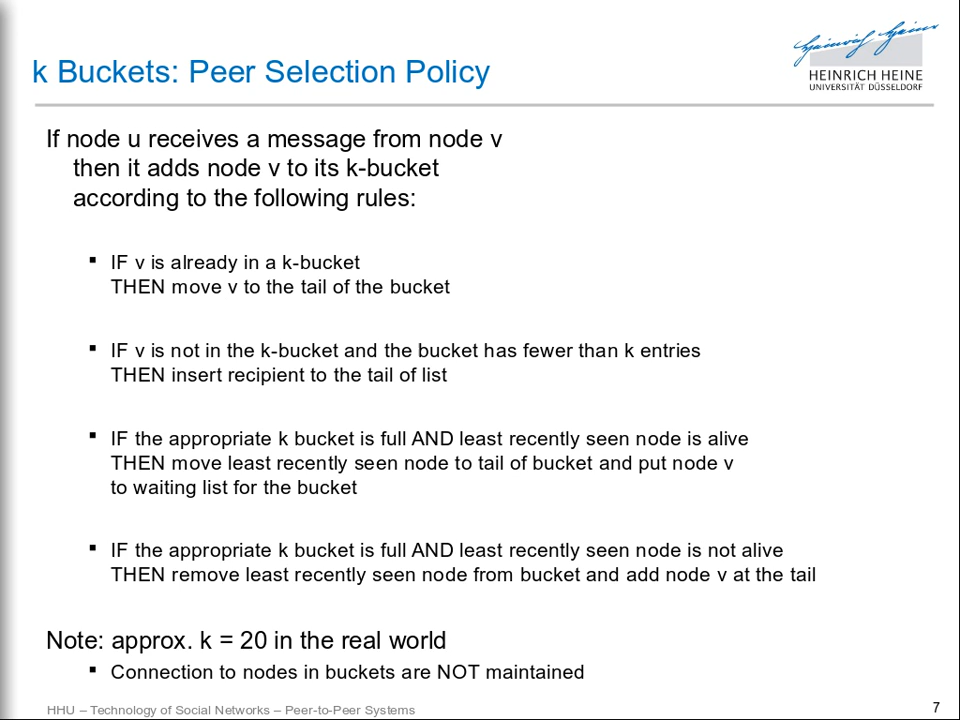 k Buckets: Peer Selection Policy
Heinrich Heine
HEINRICH HEINE
UNIVERSITÄT DÜSSELDORF
If node u receives a message from node v
then it adds node v to its k-bucket
according to the following rules:
▪ IF v is already in a k-bucket
THEN move v to the tail of the bucket
▪ IF v is not in the k-bucket and the bucket has fewer than k entries
THEN insert recipient to the tail of list
▪ IF the appropriate k bucket is full AND least recently seen node is alive
THEN move least recently seen node to tail of bucket and put node v
to waiting list for the bucket
▪ IF the appropriate k bucket is full AND least recently seen node is not alive
THEN remove least recently seen node from bucket and add node v at the tail
Note: approx. k = 20 in the real world
▪ Connection to nodes in buckets are NOT maintained
HHU – Technology of Social Networks – Peer-to-Peer Systems
7